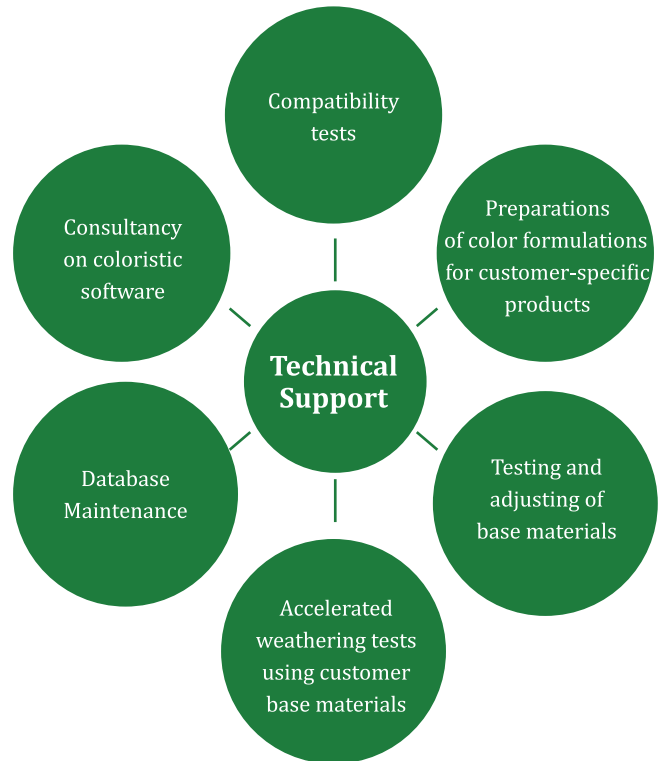 Compatibility
tests
Preparations
of color formulations
for customer-specific
products
Testing and
adjusting of
base materials
Accelerated
weathering tests
using customer
base materials
Database
Maintenance
Consultancy
on coloristic
software
Technical
Support